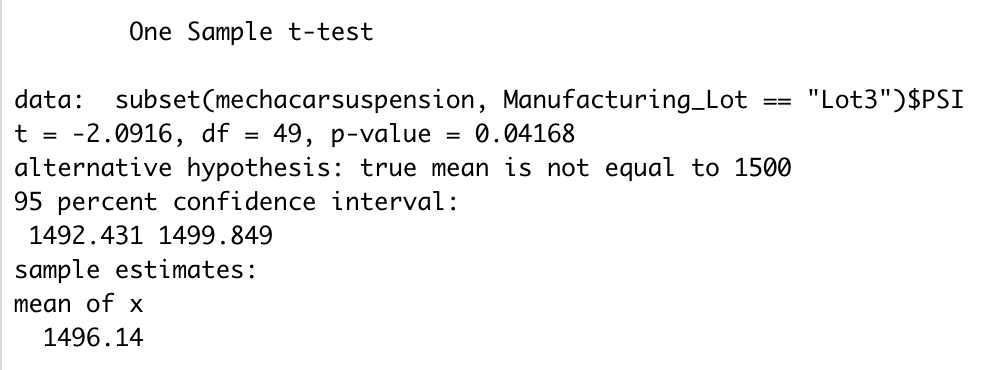 One Sample t-test
data:  subset(mechacarsuspension, Manufacturing_Lot == "Lot3")$PSI
t = -2.0916, df = 49, p-value = 0.04168
alternative hypothesis: true mean is not equal to 1500
95 percent confidence interval:
1492.431 1499.849
sample estimates:
mean of x
1496.14